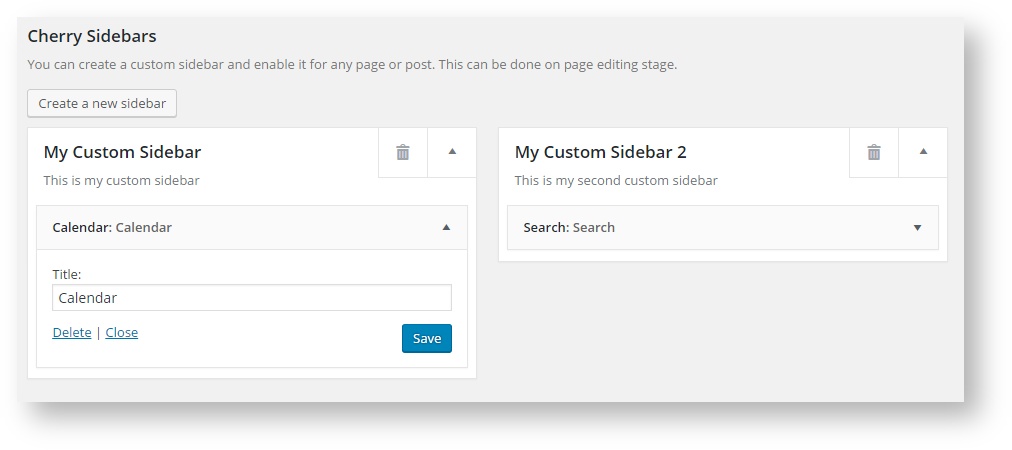 Cherry Sidebars
You can create a custom sidebar and enable it for any page or post. This can be done on page editing stage.
Create a new sidebar
My Custom Sidebar
This is my custom sidebar
Calendar: Calendar
Title:
Calendar
Delete | Close
Save
My Custom Sidebar 2
This is my second custom sidebar
Search: Search